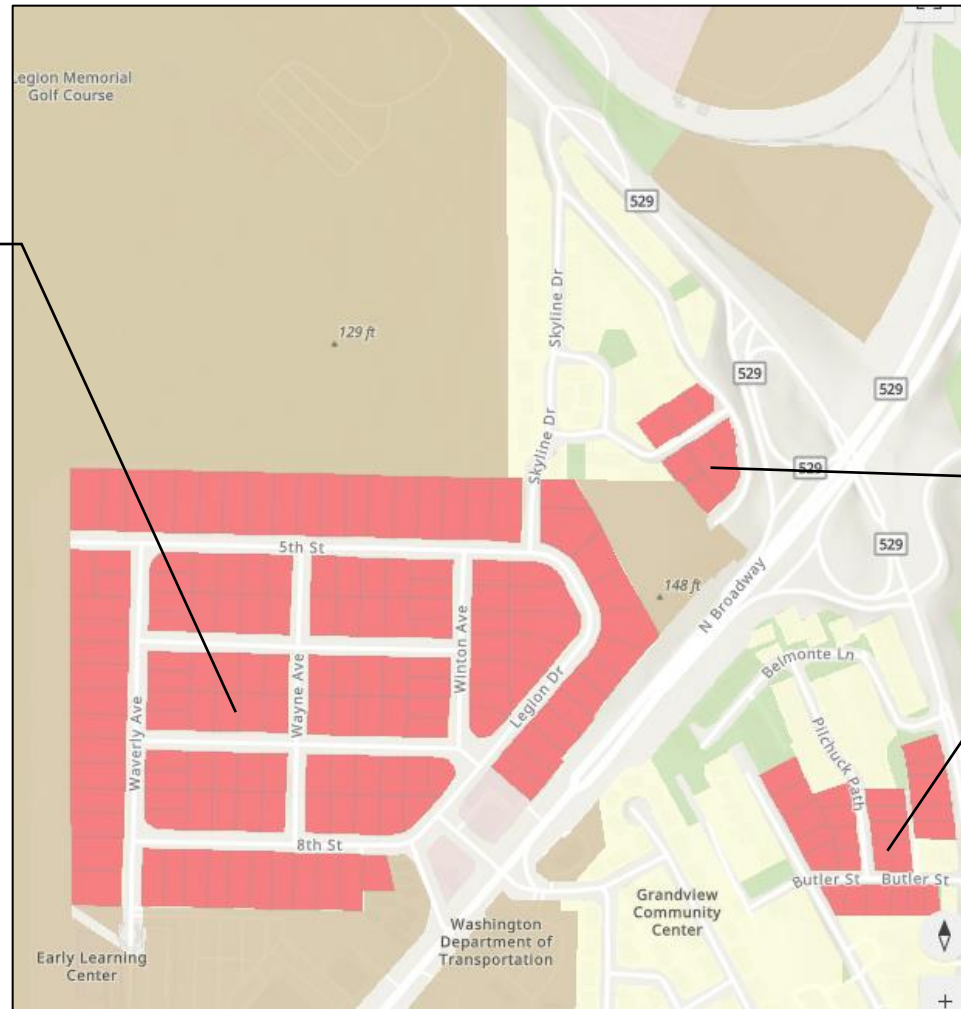 Legion Memorial
Golf Course
529
129 ft
Skyline Dr
529
529
Skyline Dr
529
5th St
529
148 ft
N Broadway
Winton Ave
Belmonte Ln
Wayne Ave
Legion Dr
Waverly Ave
Pilchuck Path
8th St
Butler St
Butler St
Grandview
Community
Center
Washington
Department of
Transportation
Early Learning
Center
+